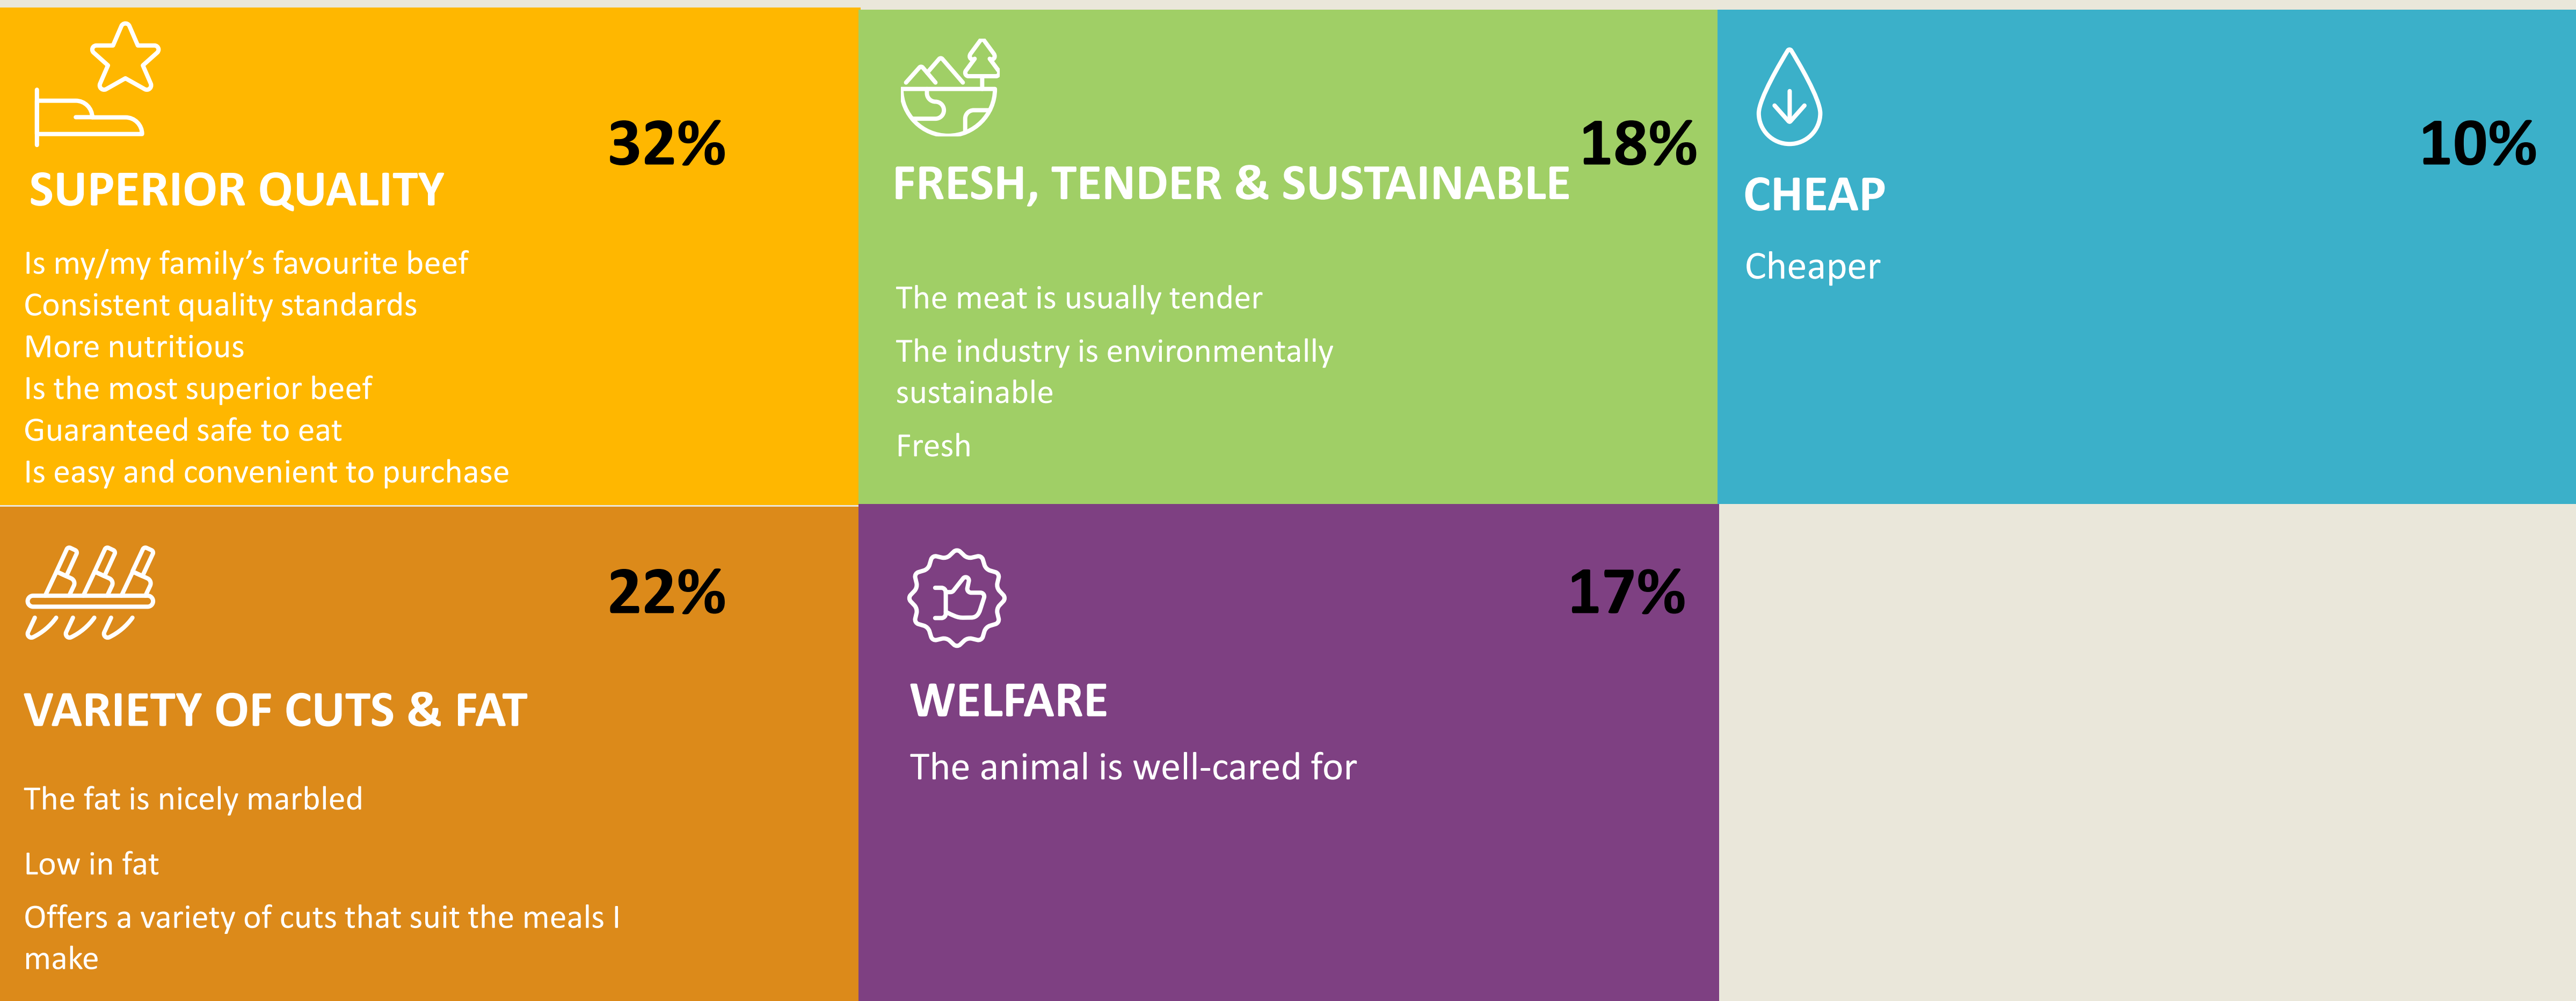 32%
SUPERIOR QUALITY
Is my/my family’s favourite beef
Consistent quality standards
More nutritious
Is the most superior beef
Guaranteed safe to eat
Is easy and convenient to purchase
18%
FRESH, TENDER & SUSTAINABLE
The meat is usually tender
The industry is environmentally
sustainable
Fresh
10%
CHEAP
Cheaper
22%
VARIETY OF CUTS & FAT
The fat is nicely marbled
Low in fat
Offers a variety of cuts that suit the meals I
make
17%
WELFARE
The animal is well-cared for